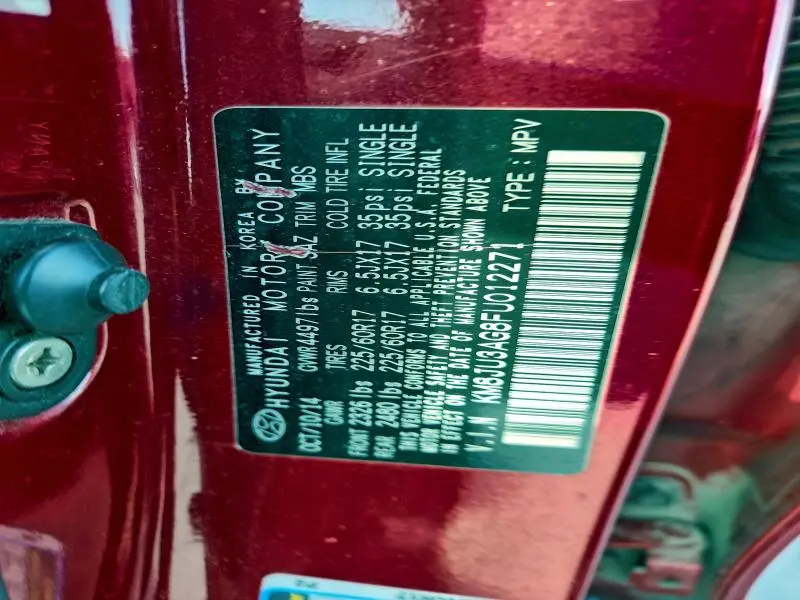 MANUFACTURED IN KOREA BY
HYUNDAI MOTOR COMPANY
OCT/10/14 GVWR 4497 lbs PAINT SAZ TRIM MBS
GAWR TIRES RIMS COLD TIRE INFL
FRONT 2326 lbs 225/60R17 6.5JX17 35psi SINGLE
REAR 2480 lbs 225/60R17 6.5JX17 35psi SINGLE
THIS VEHICLE CONFORMS TO ALL APPLICABLE U.S.A. FEDERAL
MOTOR VEHICLE SAFETY AND THEFT PREVENTION STANDARDS
IN EFFECT ON THE DATE OF MANUFACTURE SHOWN ABOVE
V.I.N KM8JU3AG8FU012271 TYPE : MPV